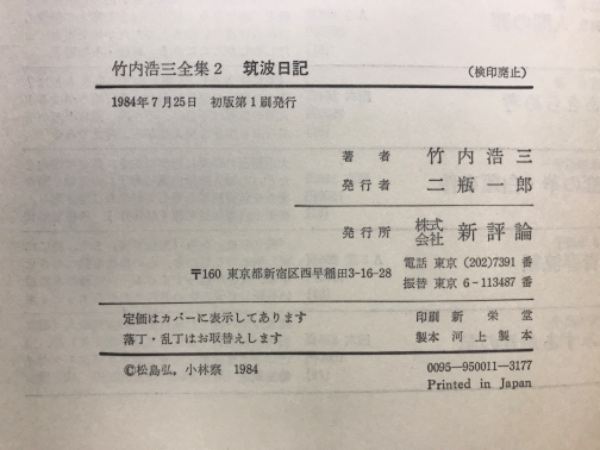 竹内浩三全集2 筑波日記 (検印廃止)
1984年7月25日 初版第1刷発行
著者 竹内浩三
発行者 二瓶一郎
発行所 株式会社 新評論
〒160 東京都新宿区西早稲田3-16-28
電話 東京 (202)7391 番
振替 東京 6-113487 番
定価はカバーに表示してあります
落丁・乱丁はお取替えします
印刷 新栄堂
製本 河上製本
©松島弘,小林察 1984
0095-950011-3177
Printed in Japan